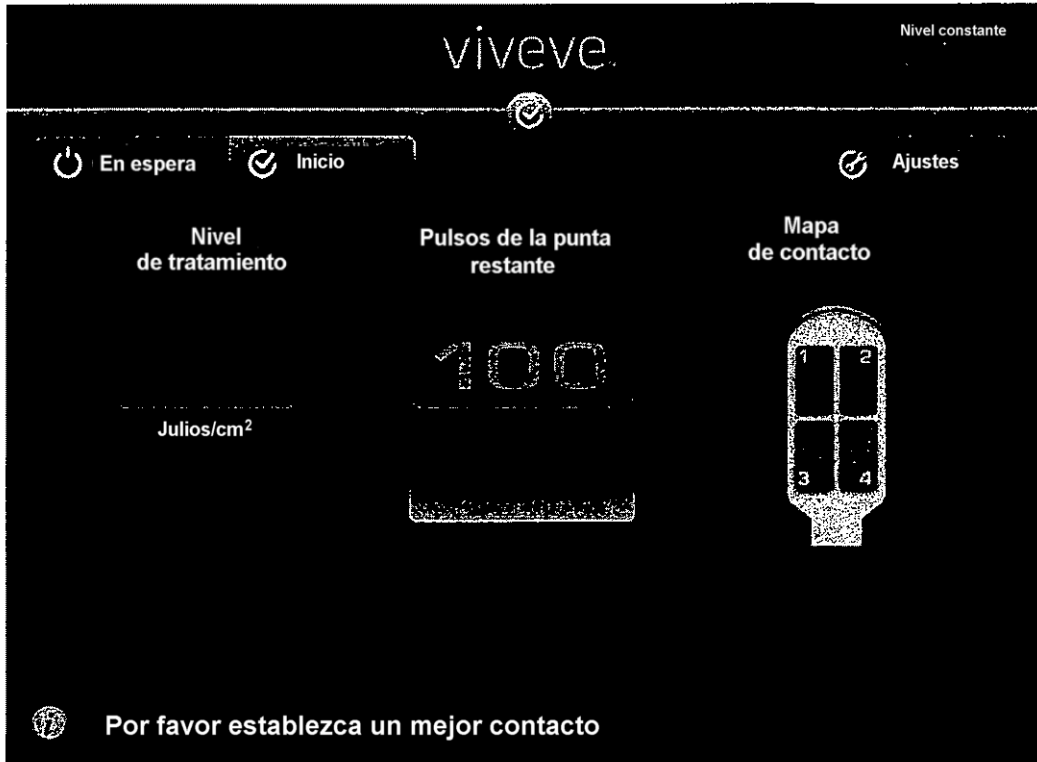 viveve
Nivel constante
En espera
Inicio
Ajustes
Nivel
de tratamiento
Pulsos de la punta
restante
Mapa
de contacto
100
Julios/cm²
1 2
3 4
Por favor establezca un mejor contacto